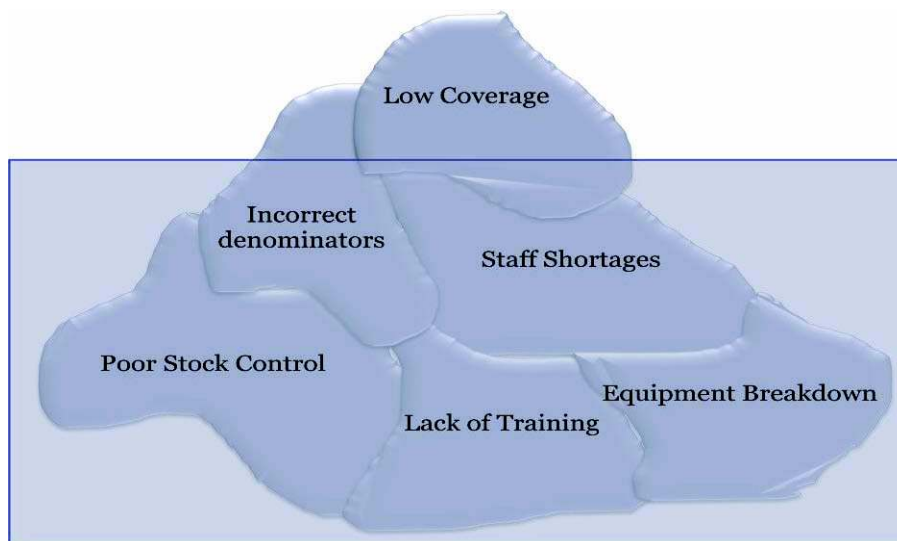 Low Coverage
Incorrect
denominators
Staff Shortages
Poor Stock Control
Equipment Breakdown
Lack of Training